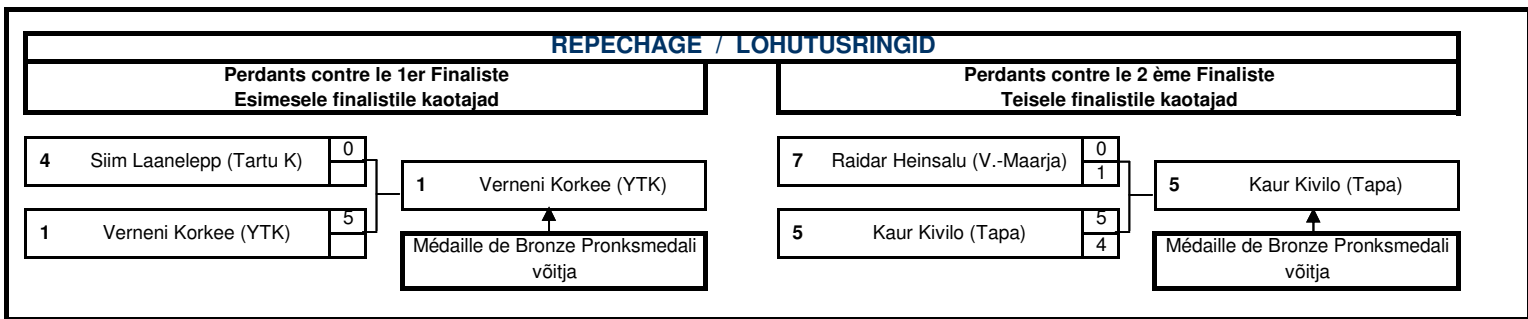 REPECHAGE / LOHUTUSRINGID
Perdants contre le 1er Finaliste
Esimesele finalistile kaotajad
Perdants contre le 2 ème Finaliste
Teisele finalistile kaotajad
4 Siim Laanelepp (Tartu K) 0
1 Verneni Korkee (YTK)
1 Verneni Korkee (YTK) 5
Médaille de Bronze Pronksmedali
võitja
7 Raidar Heinsalu (V.-Maarja) 0
1
5 Kaur Kivilo (Tapa)
5 Kaur Kivilo (Tapa) 5
4
Médaille de Bronze Pronksmedali
võitja